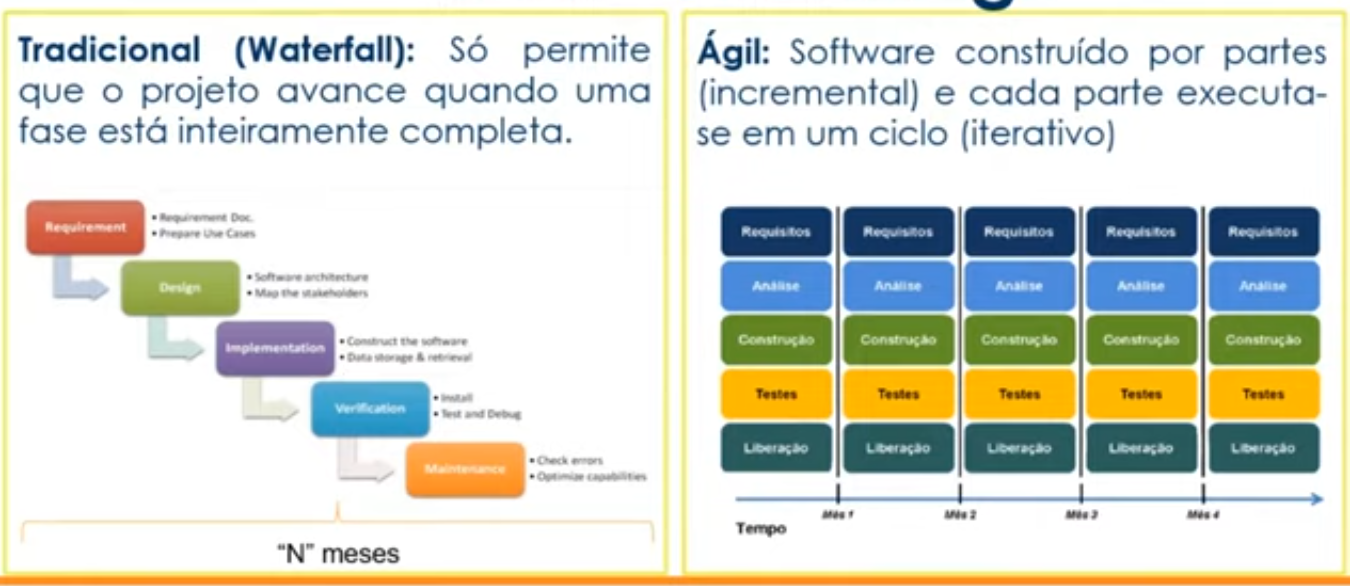 Tradicional (Waterfall): Só permite
que o projeto avance quando uma
fase está inteiramente completa.
Requirement
• Requirement Doc.
• Prepare Use Cases
Design
• Software architecture
• Map the stakeholders
Implementation
• Construct the software
• Data storage & retrieval
Verification
• Install
• Test and Debug
Maintenance
• Check errors
• Optimize capabilities
"N" meses
Ágil: Software construído por partes
(incremental) e cada parte executa-
se em um ciclo (iterativo)
Requisitos Requisitos Requisitos Requisitos Requisitos
Análise Análise Análise Análise Análise
Construção Construção Construção Construção Construção
Testes Testes Testes Testes Testes
Liberação Liberação Liberação Liberação Liberação
Mês 1 Mês 2 Mês 3 Mês 4
Tempo